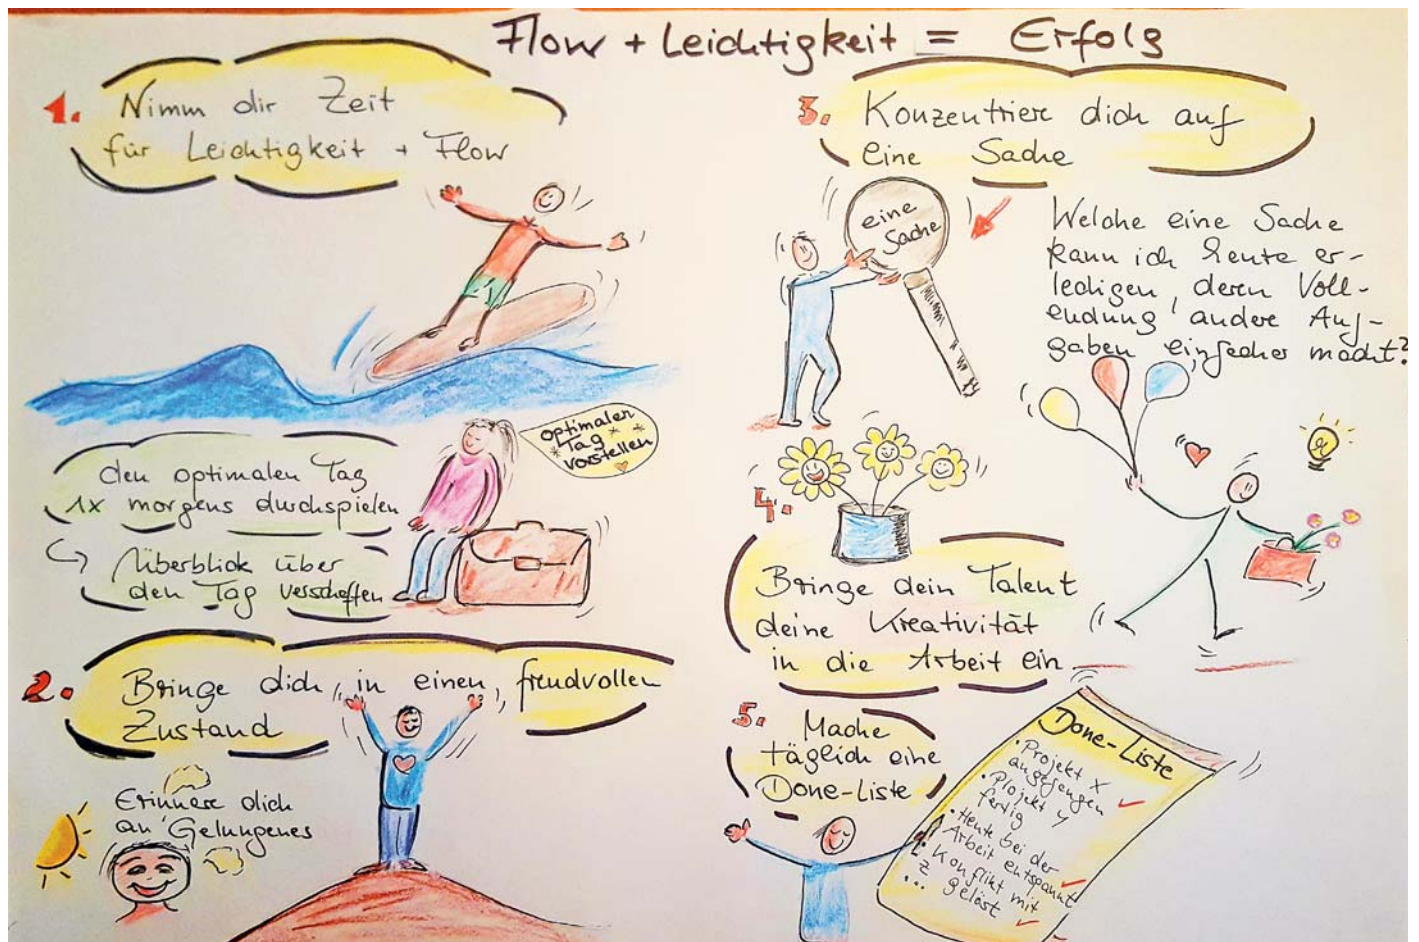 Flow + Leichtigkeit = Erfolg
1. Nimm dir Zeit
für Leichtigkeit + Flow
optimalen
Tag
vorstellen
den optimalen Tag
1x morgens durchspielen
Überblick über
den Tag verschaffen
2. Bringe dich in einen freudvollen
Zustand
Erinnere dich
an Gelungenes
3. Konzentriere dich auf
eine Sache
eine
Sache
Welche eine Sache
kann ich heute er-
ledigen, deren Voll-
endung andere Auf-
gaben einfacher macht?
4.
Bringe dein Talent
deine Kreativität
in die Arbeit ein
5. Mache
täglich eine
Done-Liste
Done-Liste
• Projekt X
angefangen
• Projekt y
fertig
• Heute bei der
Arbeit entspannt
• Konflikt mit
Z gelöst
...